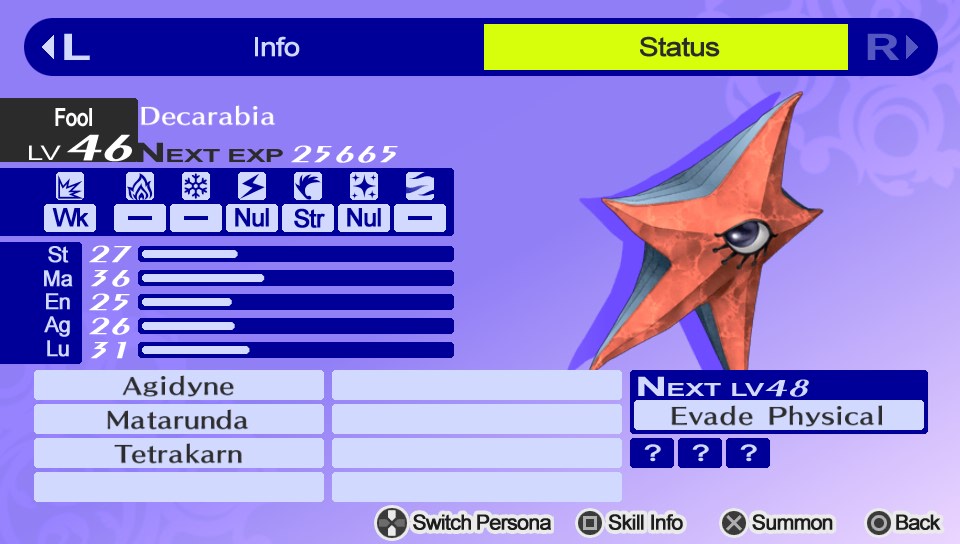 L Info Status R
Fool Decarabia
LV 46 NEXT EXP 25665
Wk — — Nul Str Nul —
St 27
Ma 36
En 25
Ag 26
Lu 31
Agidyne
Matarunda
Tetrakarn
NEXT LV48
Evade Physical
? ? ?
Switch Persona Skill Info Summon Back